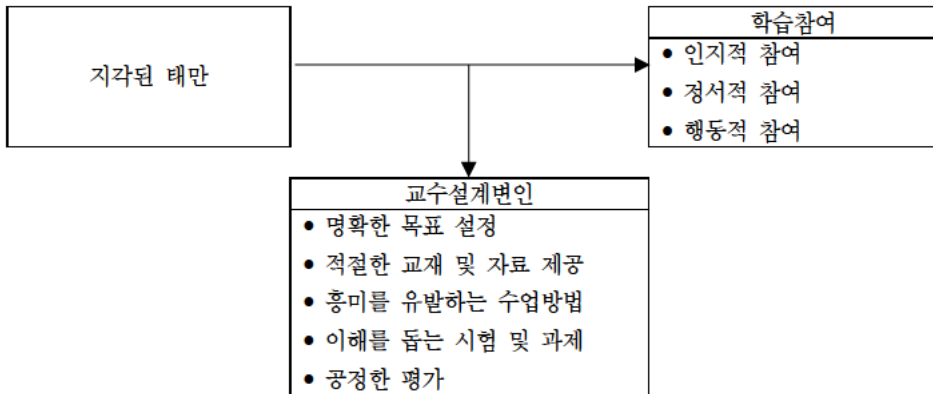 지각된 태만
학습참여
• 인지적 참여
• 정서적 참여
• 행동적 참여
교수설계변인
• 명확한 목표 설정
• 적절한 교재 및 자료 제공
• 흥미를 유발하는 수업방법
• 이해를 돕는 시험 및 과제
• 공정한 평가